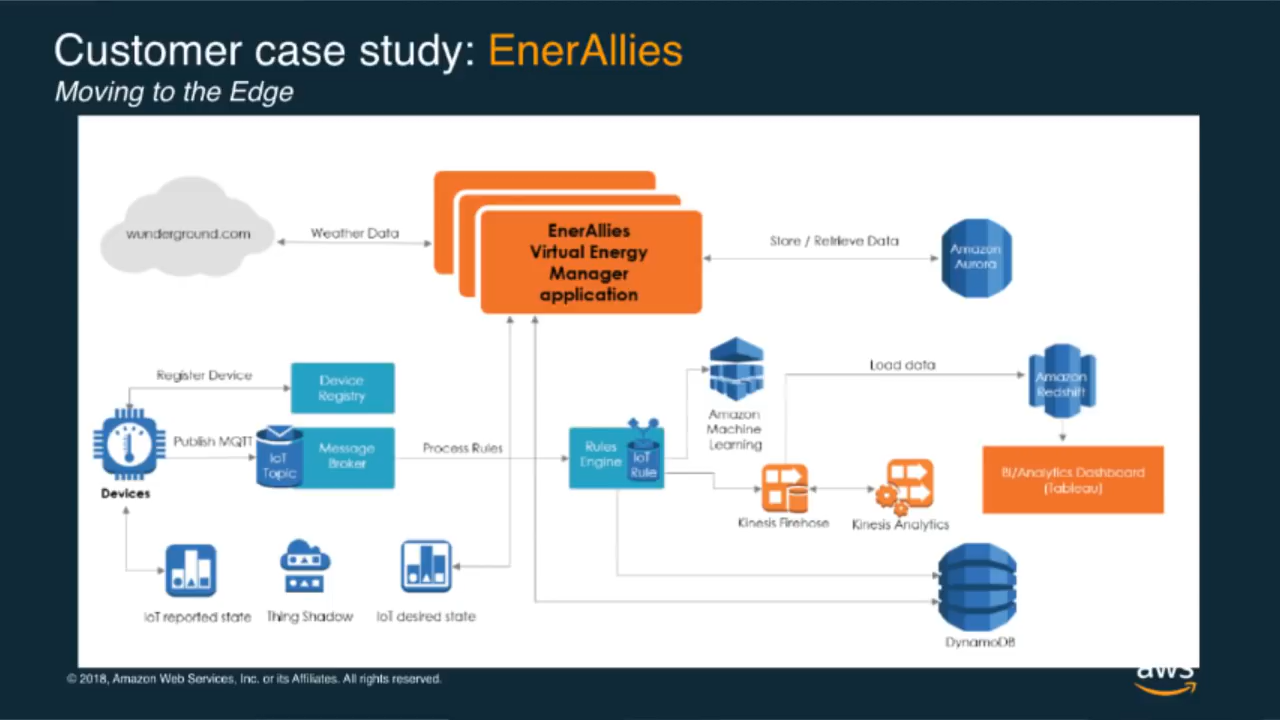 Customer case study: EnerAllies
Moving to the Edge
wunderground.com
Weather Data
EnerAllies
Virtual Energy
Manager
application
Store / Retrieve Data
Amazon
Aurora
Register Device
Device
Registry
Publish MQTT
IoT
Topic
Message
Broker
Process Rules
Rules
Engine
IoT
Rule
Amazon
Machine
Learning
Load data
Amazon
Redshift
BI/Analytics Dashboard
(Tableau)
Kinesis Firehose
Kinesis Analytics
Devices
IoT reported state
Thing Shadow
IoT desired state
DynamoDB
© 2018, Amazon Web Services, Inc. or its Affiliates. All rights reserved.
aws